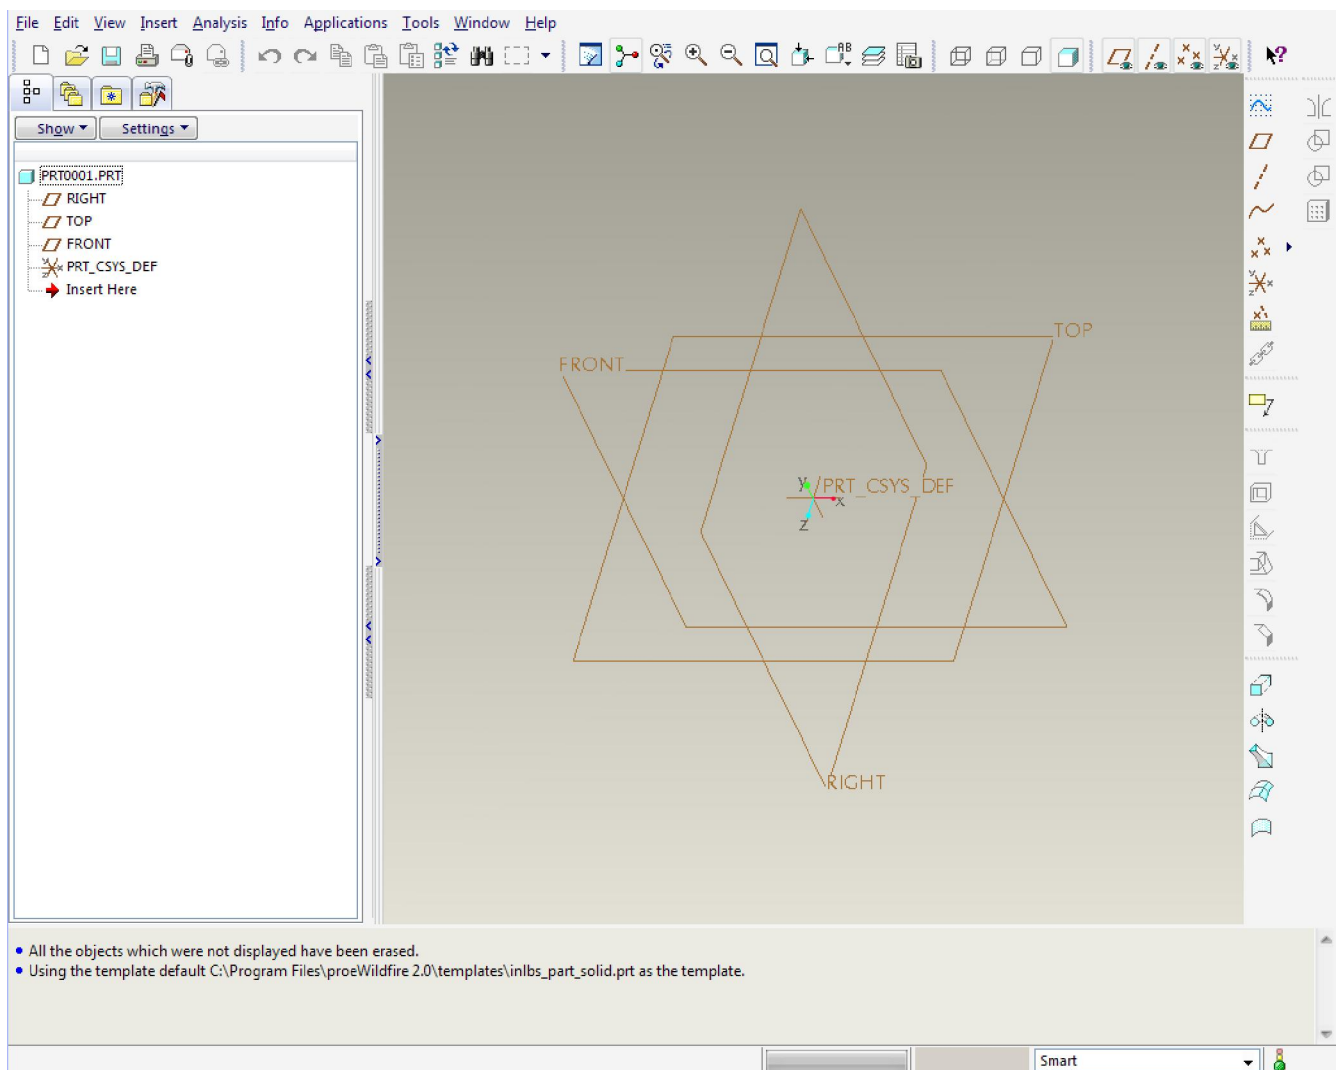 File Edit View Insert Analysis Info Applications Tools Window Help
Show Settings
PRT0001.PRT
RIGHT
TOP
FRONT
PRT_CSYS_DEF
Insert Here
TOP
FRONT
y PRT_CSYS_DEF
x
z
RIGHT
All the objects which were not displayed have been erased.
Using the template default C:\Program Files\proeWildfire 2.0\templates\inlbs_part_solid.prt as the template.
Smart